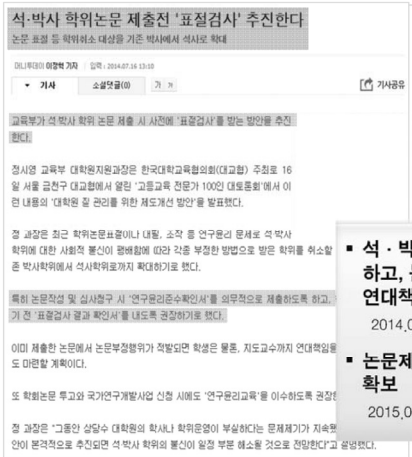 석·박사 학위논문 제출전 '표절검사' 추진한다
논문 표절 등 학위취소 대상을 기존 박사에서 석사로 확대
머니투데이 이정혁 기자 | 입력 : 2014.07.16 13:10
▼ 기사
소셜댓글(0)
가 가
기사공유
교육부가 석·박사 학위 논문 제출 시 사전에 '표절검사'를 받는 방안을 추진
한다.
정시영 교육부 대학원지원과장은 한국대학교육협의회(대교협) 주최로 16
일 서울 금천구 대교협에서 열린 '고등교육 전문가 100인 대토론회'에서 이
런 내용의 '대학원 질 관리를 위한 제도개선 방안'을 발표했다.
정 과장은 최근 학위논문표절이나 대필, 조작 등 연구윤리 문제로 석·박사
학위에 대한 사회적 불신이 팽배함에 따라 각종 부정한 방법으로 받은 학위를 취소할
존 박사학위에서 석사학위로까지 확대하기로 했다.
특히 논문작성 및 심사청구 시 '연구윤리준수확인서'를 의무적으로 제출하도록 하고,
기 전 '표절검사 결과 확인서'를 내도록 권장하기로 했다.
이미 제출한 논문에서 논문부정행위가 적발되면 학생은 물론, 지도교수까지 연대책임을
도 마련할 계획이다.
또 학회논문 투고와 국가연구개발사업 신청 시에도 '연구윤리교육'을 이수하도록 권장
정 과장은 "그동안 상당수 대학원의 학사나 학위운영이 부실하다는 문제제기가 지속됐
안이 본격적으로 추진되면 석·박사 학위의 불신이 일정 부분 해소될 것으로 전망한다"고 설명했다.
▪ 석 · 박
하고,
연대책
2014.0
▪ 논문제
확보
2015.0